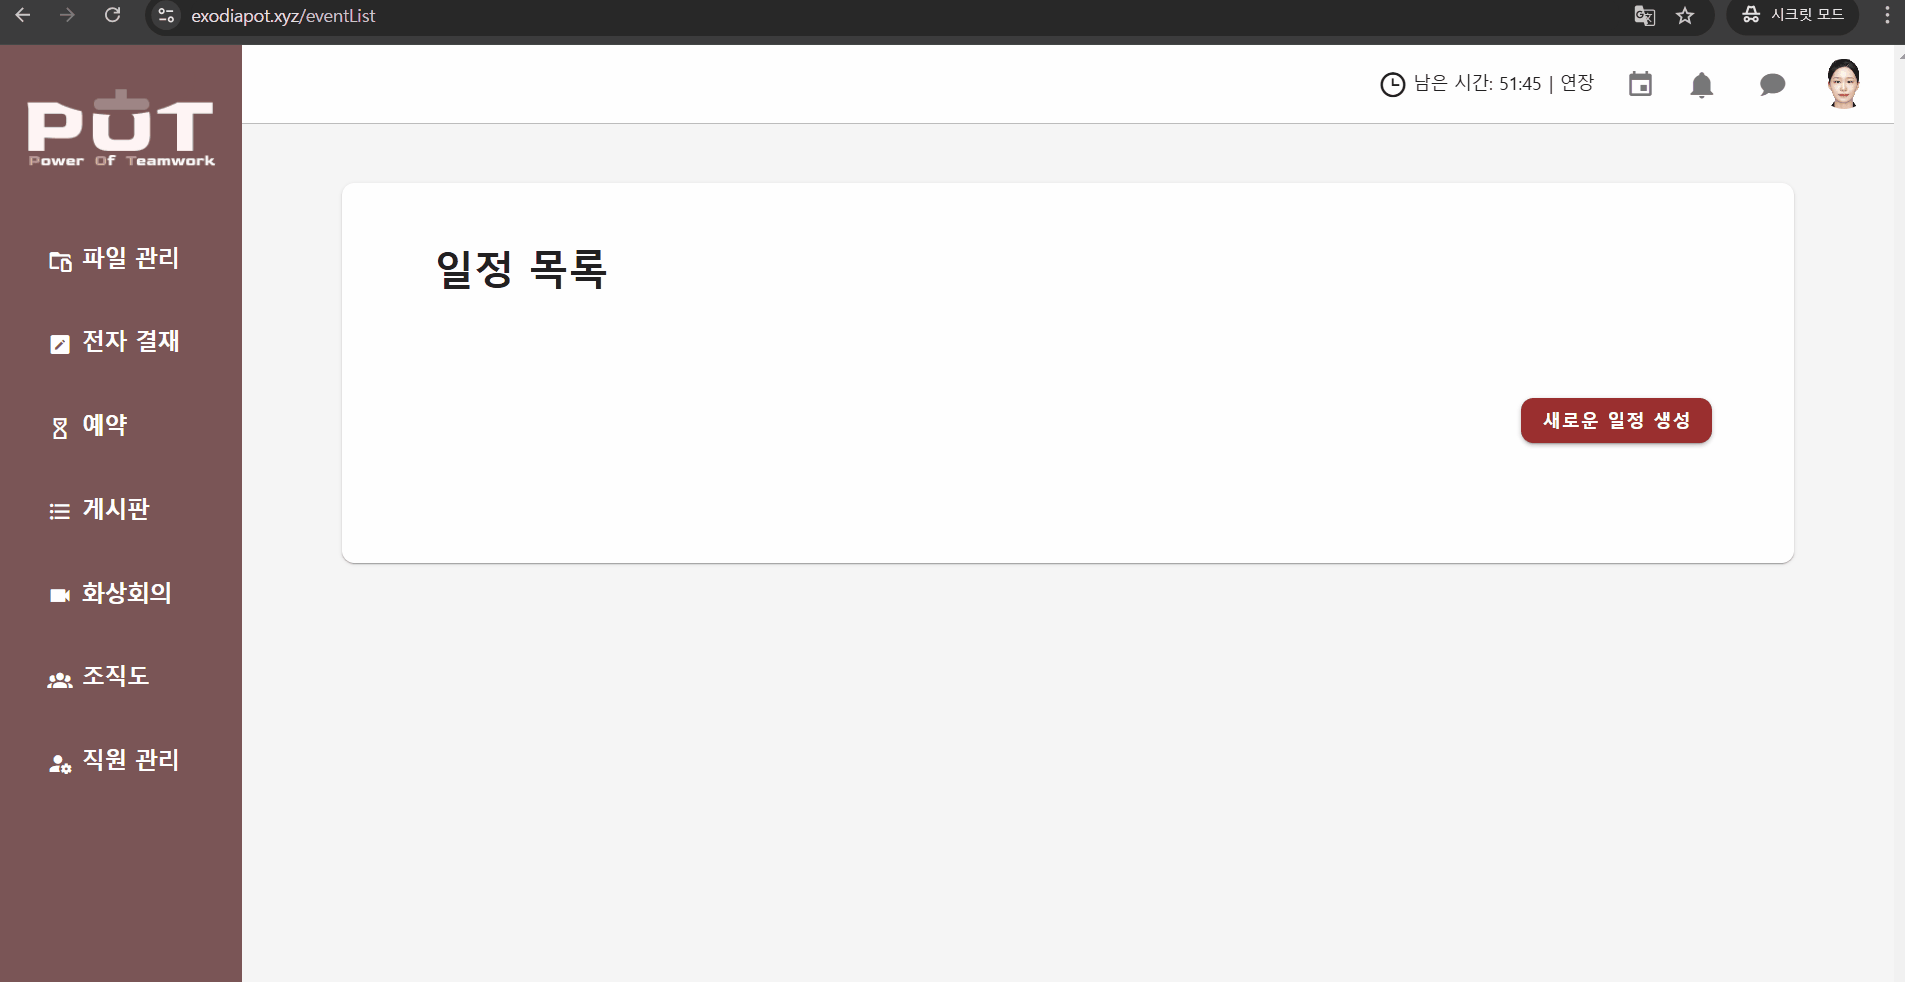 exodiapot.xyz/eventList
시크릿 모드
POT
Power Of Teamwork
남은 시간: 51:45 | 연장
파일 관리
전자 결재
예약
게시판
화상회의
조직도
직원 관리
일정 목록
새로운 일정 생성